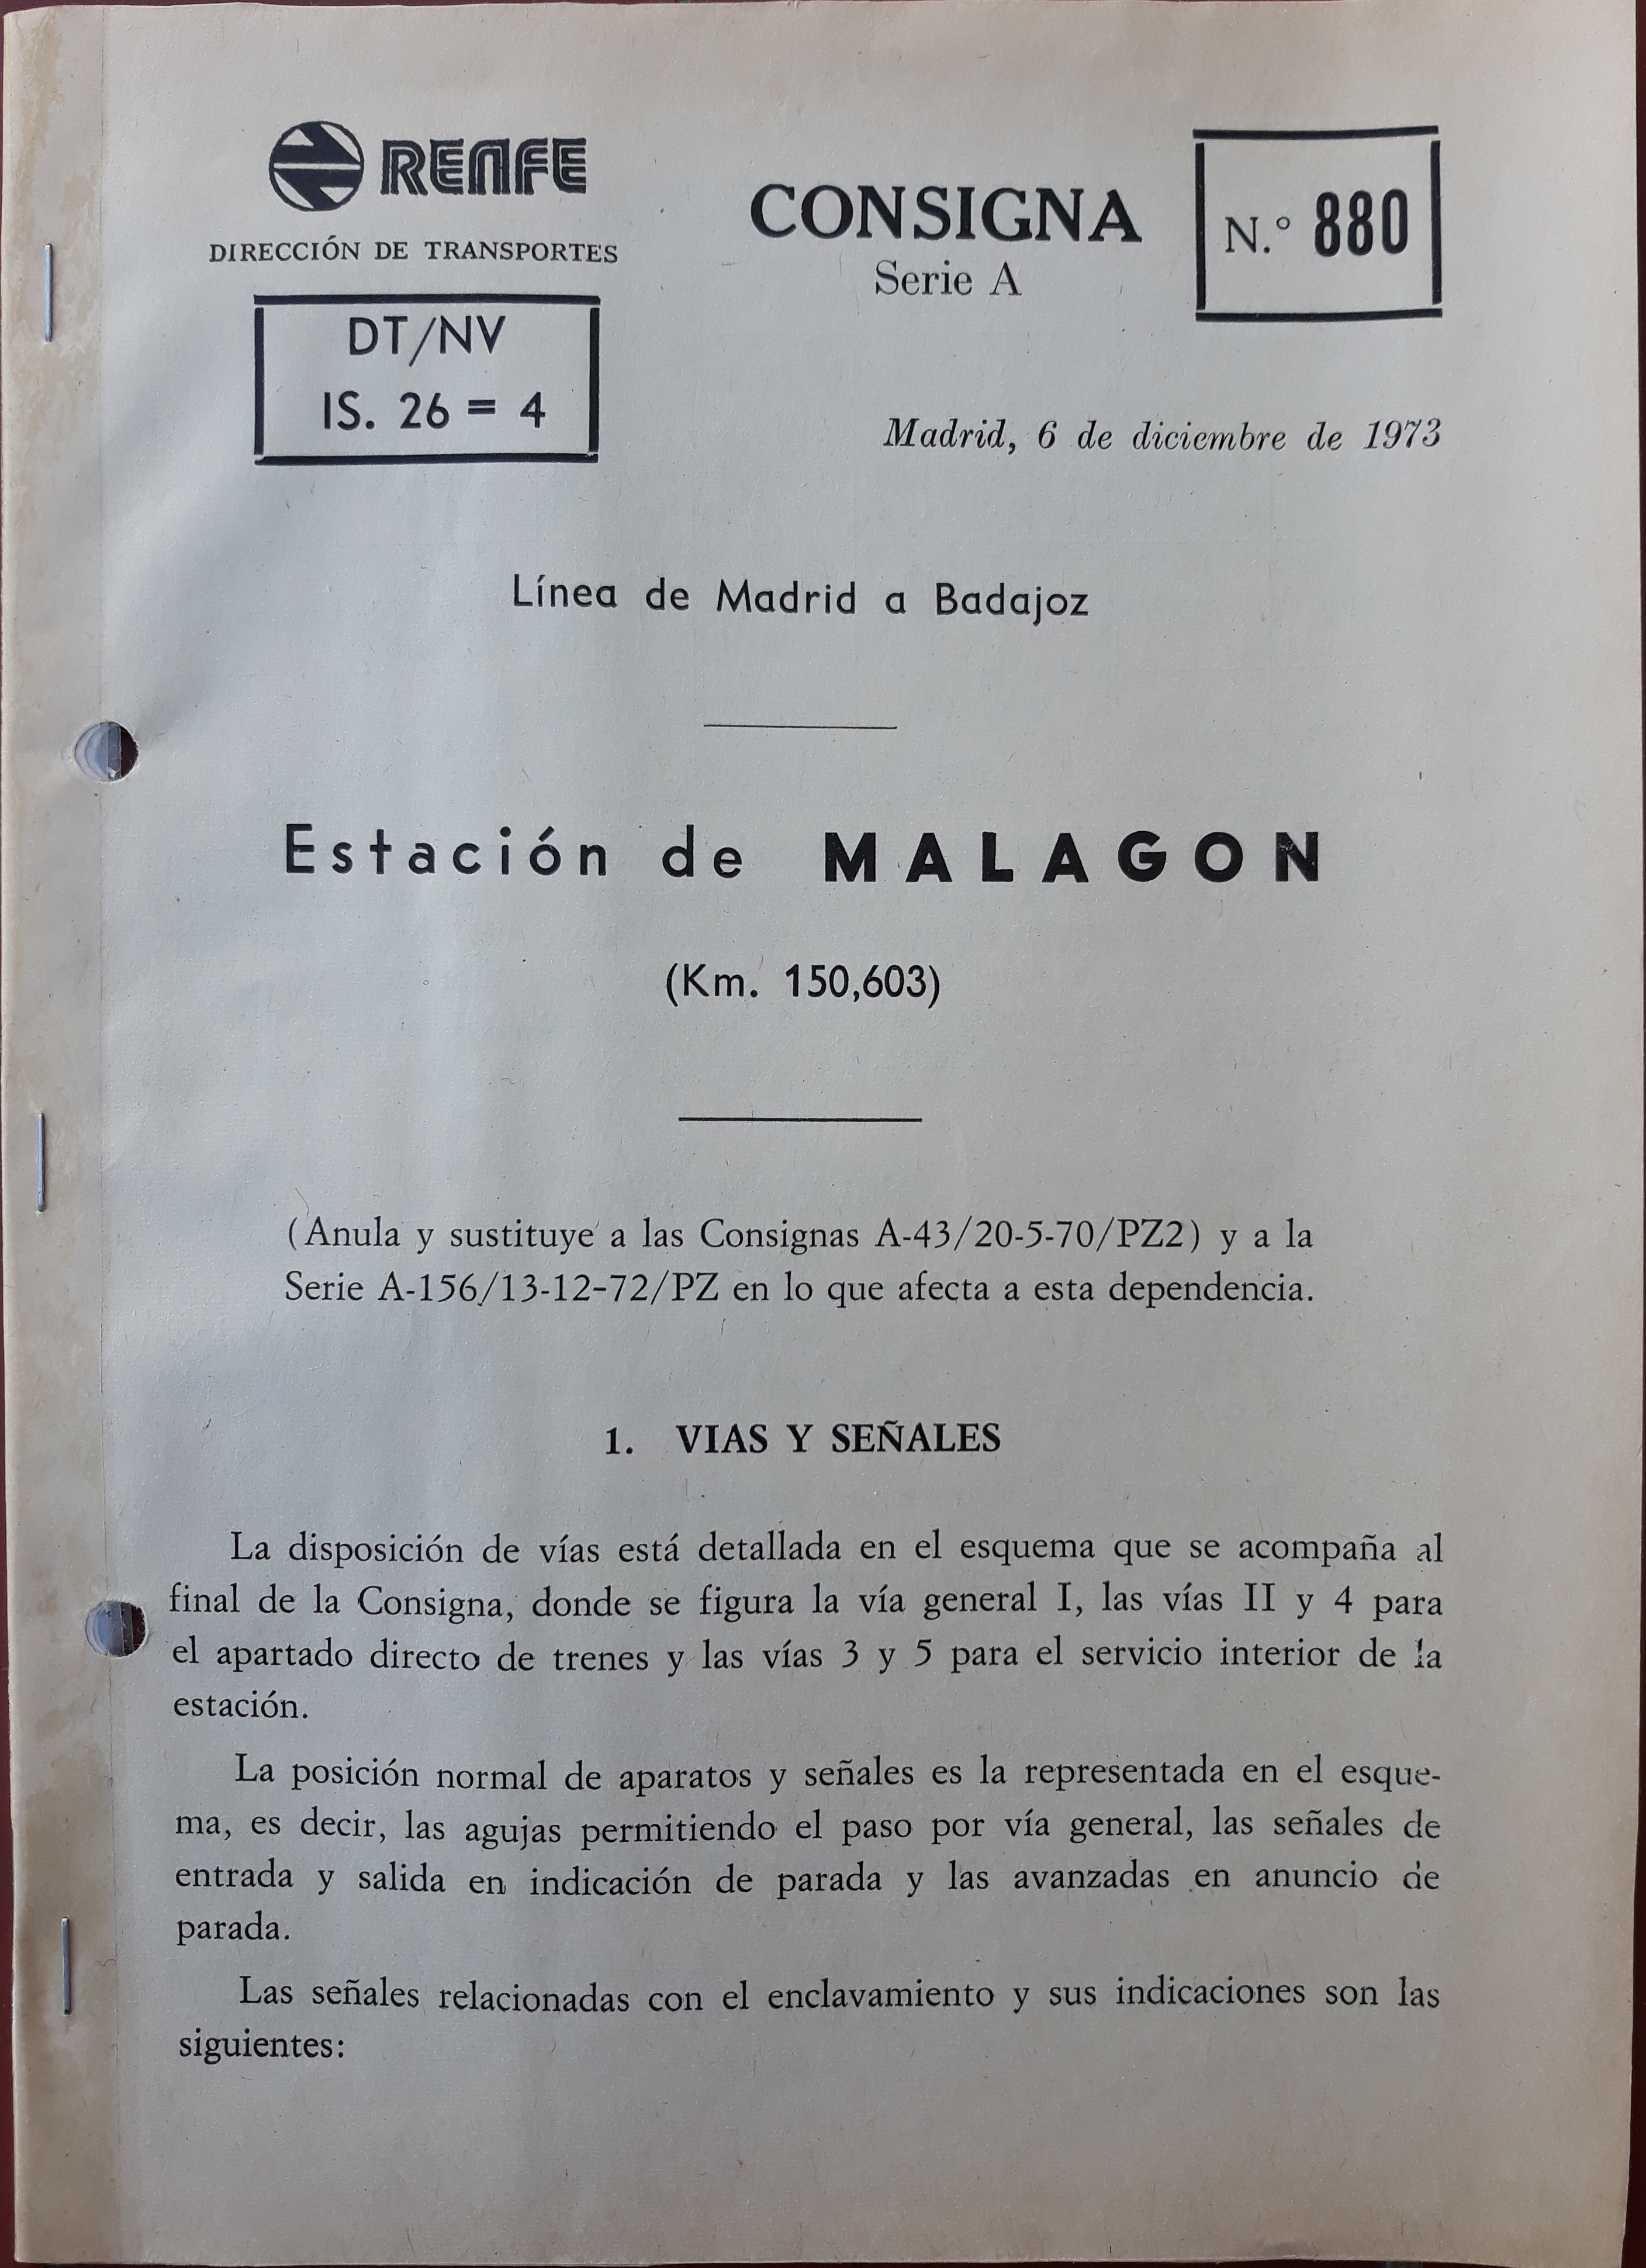 RENFE
DIRECCIÓN DE TRANSPORTES
CONSIGNA
Serie A
N.° 880
DT/NV
IS. 26 = 4
Madrid, 6 de diciembre de 1973
Línea de Madrid a Badajoz
Estación de MALAGON
(Km. 150,603)
(Anula y sustituye a las Consignas A-43/20-5-70/PZ2) y a la
Serie A-156/13-12-72/PZ en lo que afecta a esta dependencia.
1. VIAS Y SEÑALES
La disposición de vías está detallada en el esquema que se acompaña al
final de la Consigna, donde se figura la vía general I, las vías II y 4 para
el apartado directo de trenes y las vías 3 y 5 para el servicio interior de la
estación.
La posición normal de aparatos y señales es la representada en el esque-
ma, es decir, las agujas permitiendo el paso por vía general, las señales de
entrada y salida en indicación de parada y las avanzadas en anuncio de
parada.
Las señales relacionadas con el enclavamiento y sus indicaciones son las
siguientes: